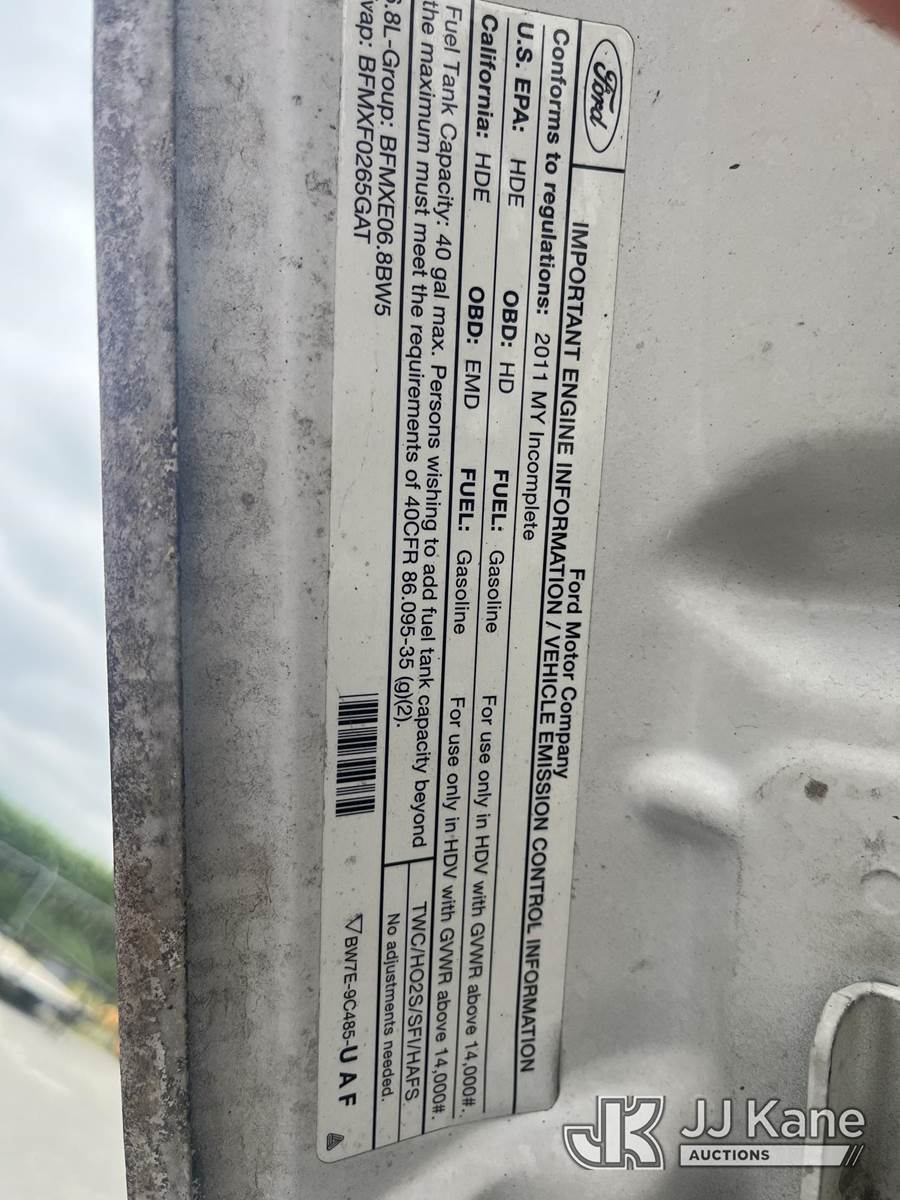 Ford
Ford Motor Company
IMPORTANT ENGINE INFORMATION / VEHICLE EMISSION CONTROL INFORMATION
Conforms to regulations: 2011 MY Incomplete
U.S. EPA: HDE OBD: HD FUEL: Gasoline For use only in HDV with GVWR above 14,000#.
California: HDE OBD: EMD FUEL: Gasoline For use only in HDV with GVWR above 14,000#.
Fuel Tank Capacity: 40 gal max. Persons wishing to add fuel tank capacity beyond
the maximum must meet the requirements of 40CFR 86.095-35 (g)(2).
TWC/HO2S/SFI/HAFS
No adjustments needed.
6.8L-Group: BFMXE06.8BW5
vap: BFMXF0265GAT
BW7E-9C485-U A F
JK JJ Kane
AUCTIONS